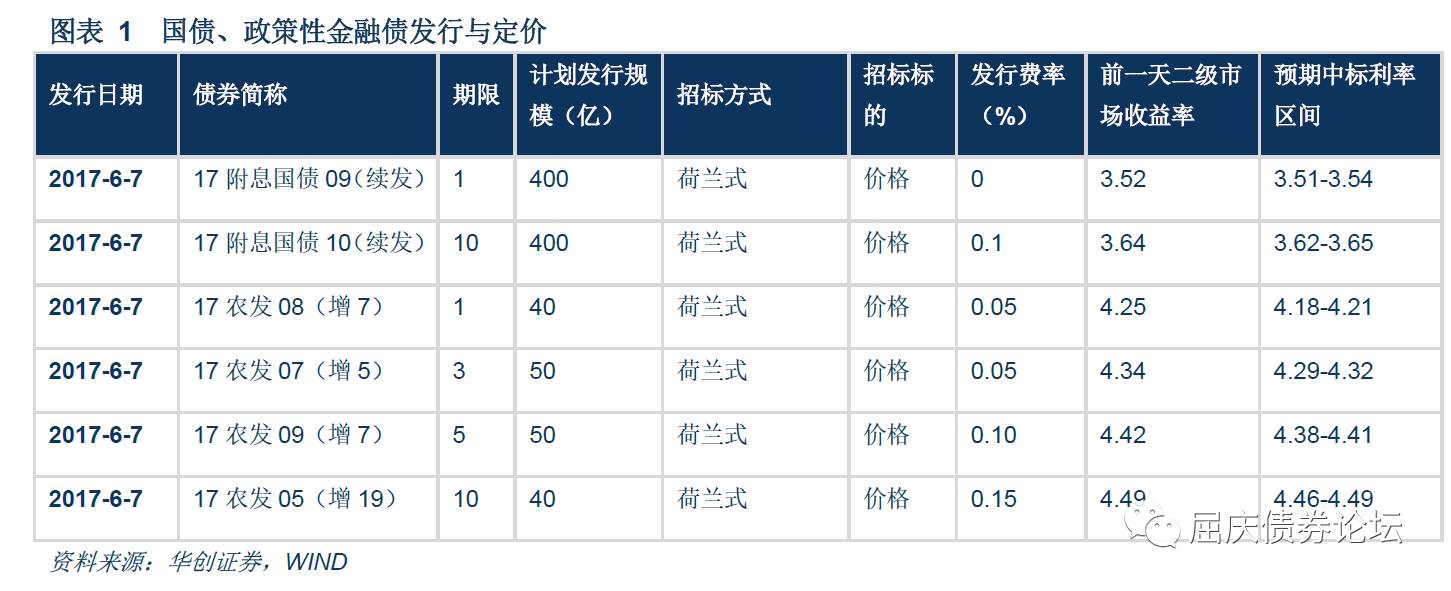 图表 1 国债、政策性金融债发行与定价
发行日期 债券简称 期限 计划发行规模（亿） 招标方式 招标标的 发行费率（%） 前一天二级市场收益率 预期中标利率区间
2017-6-7 17 附息国债 09（续发） 1 400 荷兰式 价格 0 3.52 3.51-3.54
2017-6-7 17 附息国债 10（续发） 10 400 荷兰式 价格 0.1 3.64 3.62-3.65
2017-6-7 17 农发 08（增 7） 1 40 荷兰式 价格 0.05 4.25 4.18-4.21
2017-6-7 17 农发 07（增 5） 3 50 荷兰式 价格 0.05 4.34 4.29-4.32
2017-6-7 17 农发 09（增 7） 5 50 荷兰式 价格 0.10 4.42 4.38-4.41
2017-6-7 17 农发 05（增 19） 10 40 荷兰式 价格 0.15 4.49 4.46-4.49
屈庆债券论坛
资料来源：华创证券，WIND